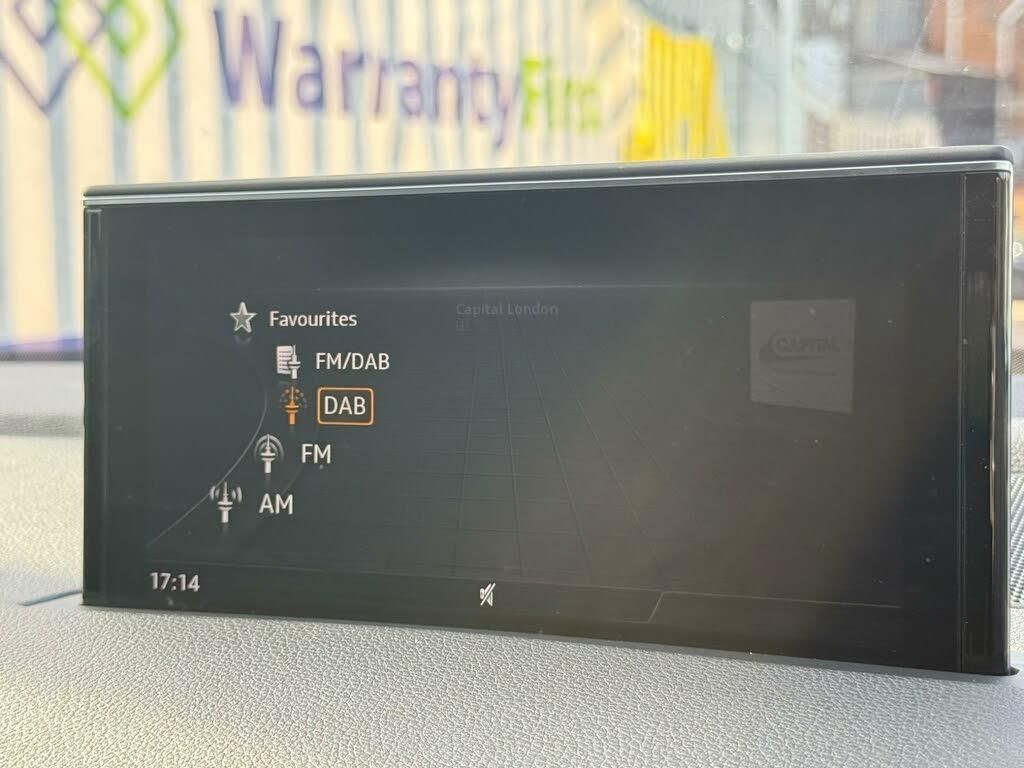 WarrantyFirst
Capital London
Favourites
CAPITAL
FM/DAB
DAB
FM
AM
17:14